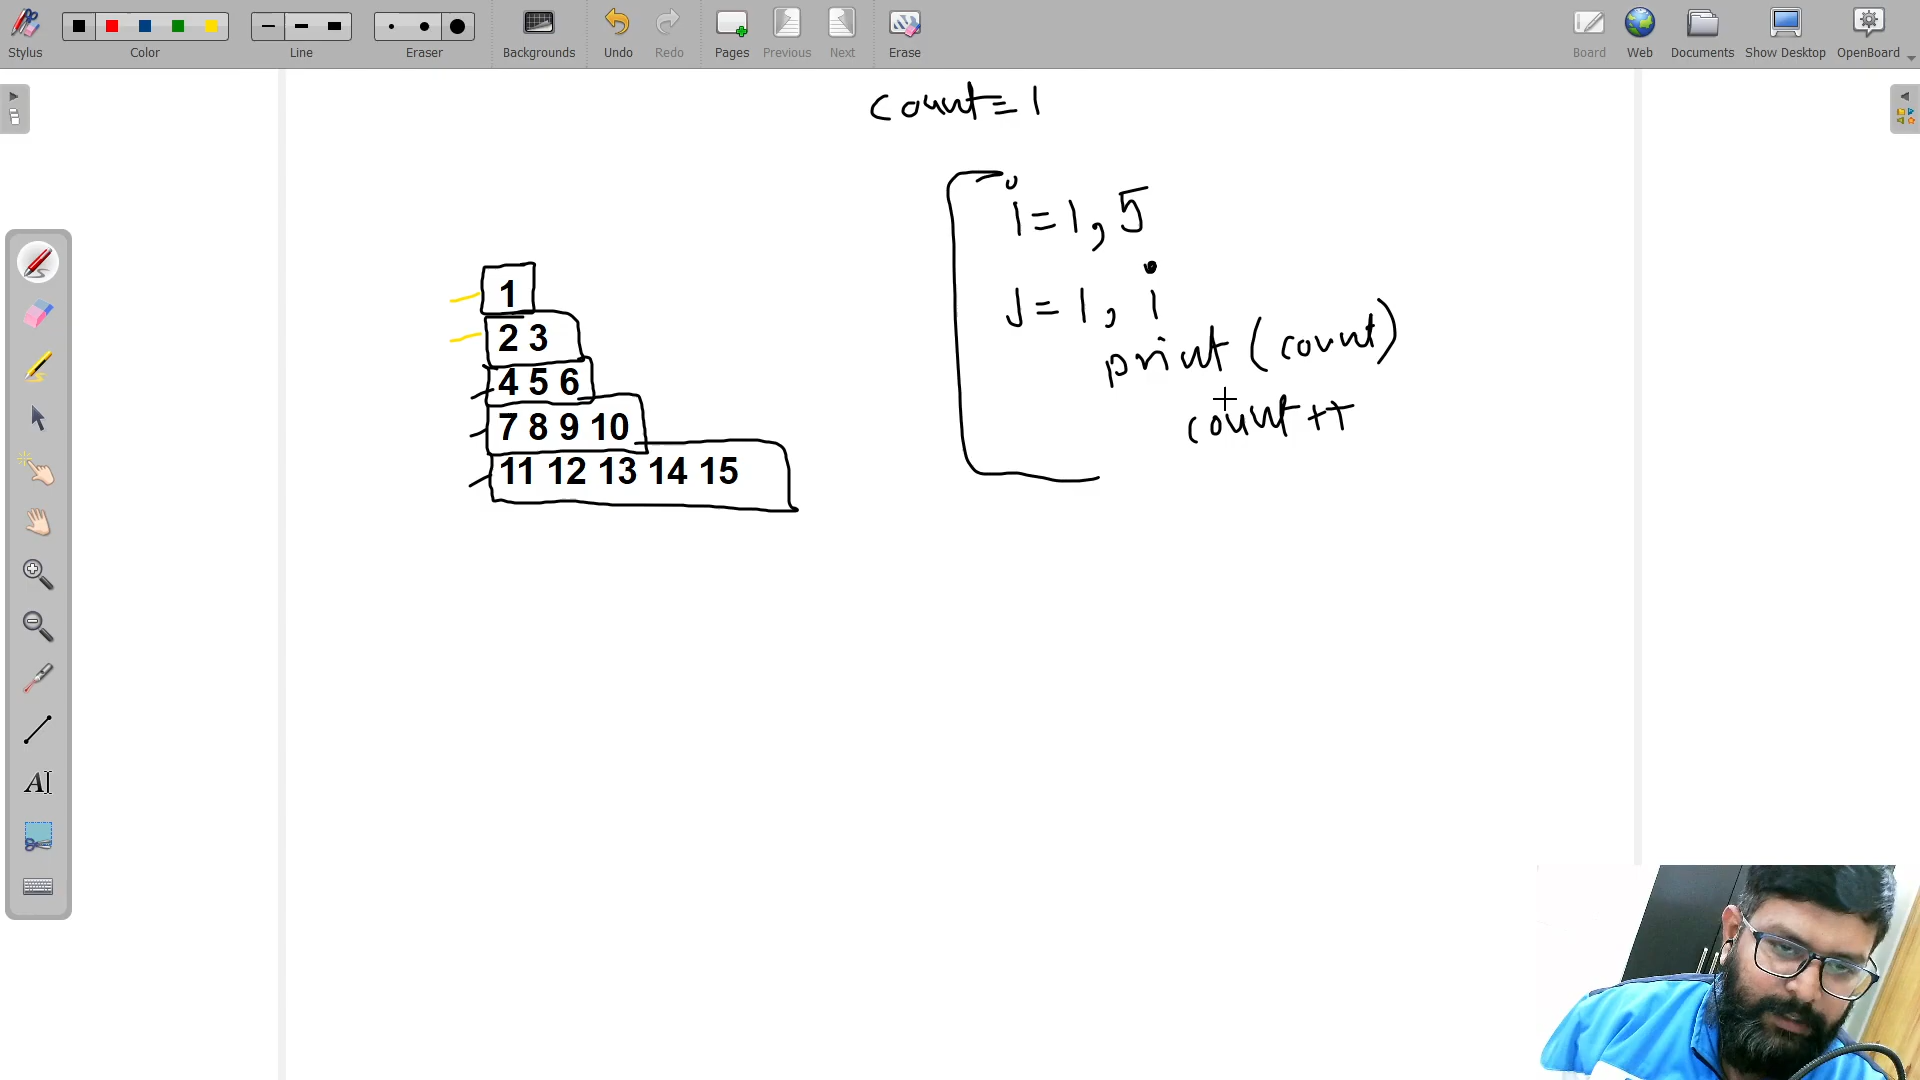 Stylus
Color
Line
Eraser
Backgrounds
Undo
Redo
Pages
Previous
Next
Erase
Board
Web
Documents
Show Desktop
OpenBoard
count = 1
i = 1, 5
j = 1, i
print (count)
count ++
1
2 3
4 5 6
7 8 9 10
11 12 13 14 15
AI